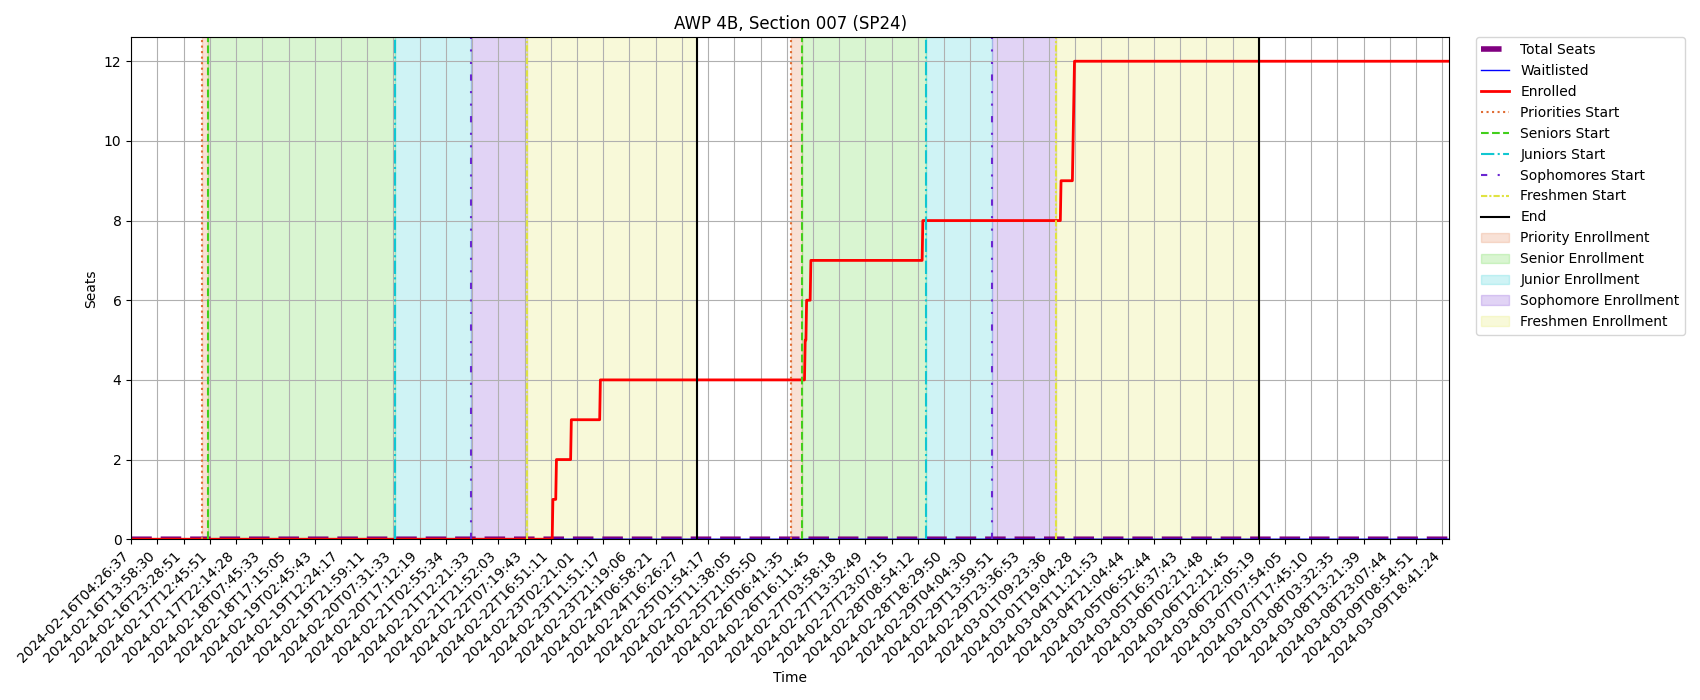 AWP 4B, Section 007 (SP24)
12
10
8
6
4
2
0
Seats
2024-02-16T04:26:37
2024-02-16T13:58:30
2024-02-16T23:28:51
2024-02-17T12:45:51
2024-02-17T22:14:28
2024-02-18T07:45:33
2024-02-18T17:15:05
2024-02-19T02:45:43
2024-02-19T12:24:17
2024-02-19T21:59:11
2024-02-20T07:31:33
2024-02-20T17:12:19
2024-02-21T02:55:34
2024-02-21T12:21:33
2024-02-21T21:52:03
2024-02-22T07:19:43
2024-02-22T16:51:11
2024-02-23T02:21:01
2024-02-23T11:51:17
2024-02-23T21:19:06
2024-02-24T06:58:21
2024-02-24T16:26:27
2024-02-25T01:54:17
2024-02-25T11:38:05
2024-02-25T21:05:50
2024-02-26T06:41:35
2024-02-26T16:11:45
2024-02-27T03:58:18
2024-02-27T13:32:49
2024-02-27T23:07:15
2024-02-28T08:54:12
2024-02-28T18:29:50
2024-02-29T04:04:30
2024-02-29T13:59:51
2024-02-29T23:36:53
2024-03-01T09:23:36
2024-03-01T19:04:28
2024-03-04T11:21:53
2024-03-04T21:04:44
2024-03-05T06:52:44
2024-03-05T16:37:43
2024-03-06T02:21:48
2024-03-06T12:21:45
2024-03-06T22:05:19
2024-03-07T07:54:05
2024-03-07T17:45:10
2024-03-08T03:32:35
2024-03-08T13:21:39
2024-03-08T23:07:44
2024-03-09T08:54:51
2024-03-09T18:41:24
Time
Total Seats
Waitlisted
Enrolled
Priorities Start
Seniors Start
Juniors Start
Sophomores Start
Freshmen Start
End
Priority Enrollment
Senior Enrollment
Junior Enrollment
Sophomore Enrollment
Freshmen Enrollment